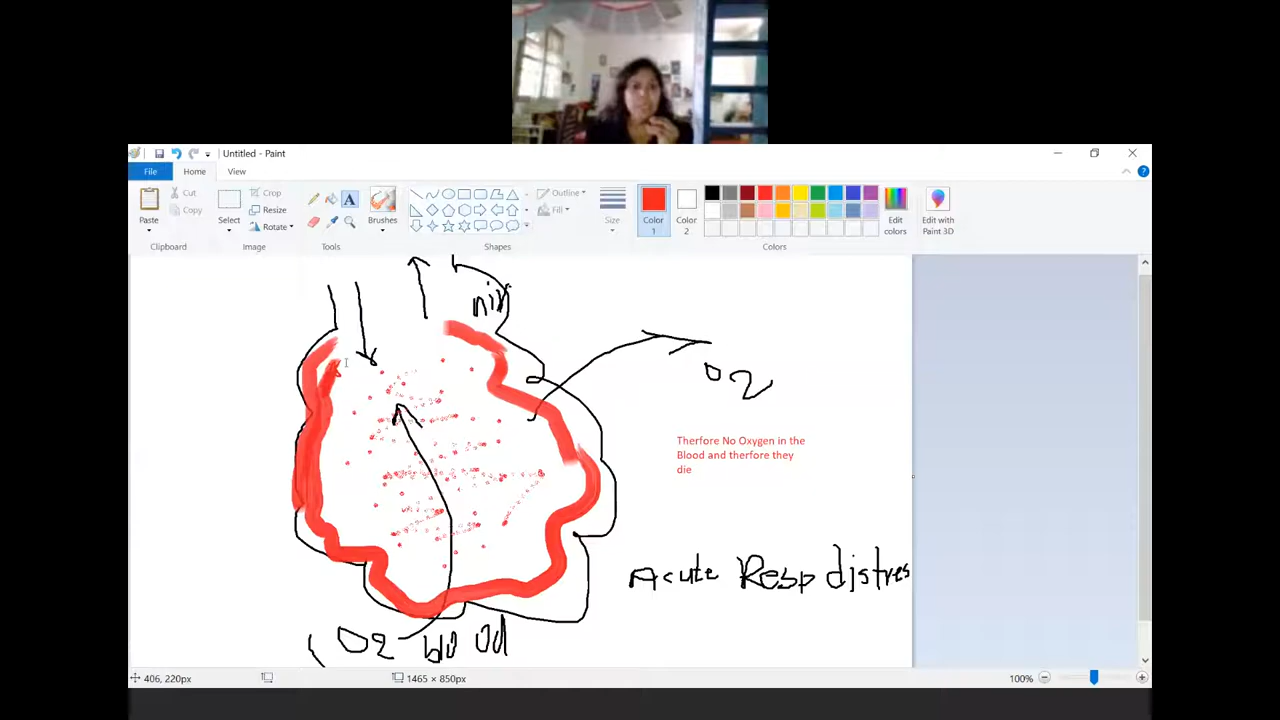 Untitled - Paint
File
Home
View
Cut
Copy
Paste
Clipboard
Crop
Resize
Rotate
Select
Image
Tools
Brushes
Outline
Fill
Shapes
Size
Color
1
Color
2
Edit
colors
Edit with
Paint 3D
Colors
O2
Therfore No Oxygen in the
Blood and therfore they
die
Acute Resp distres
O2 blood
406, 220px
1465 × 850px
100%